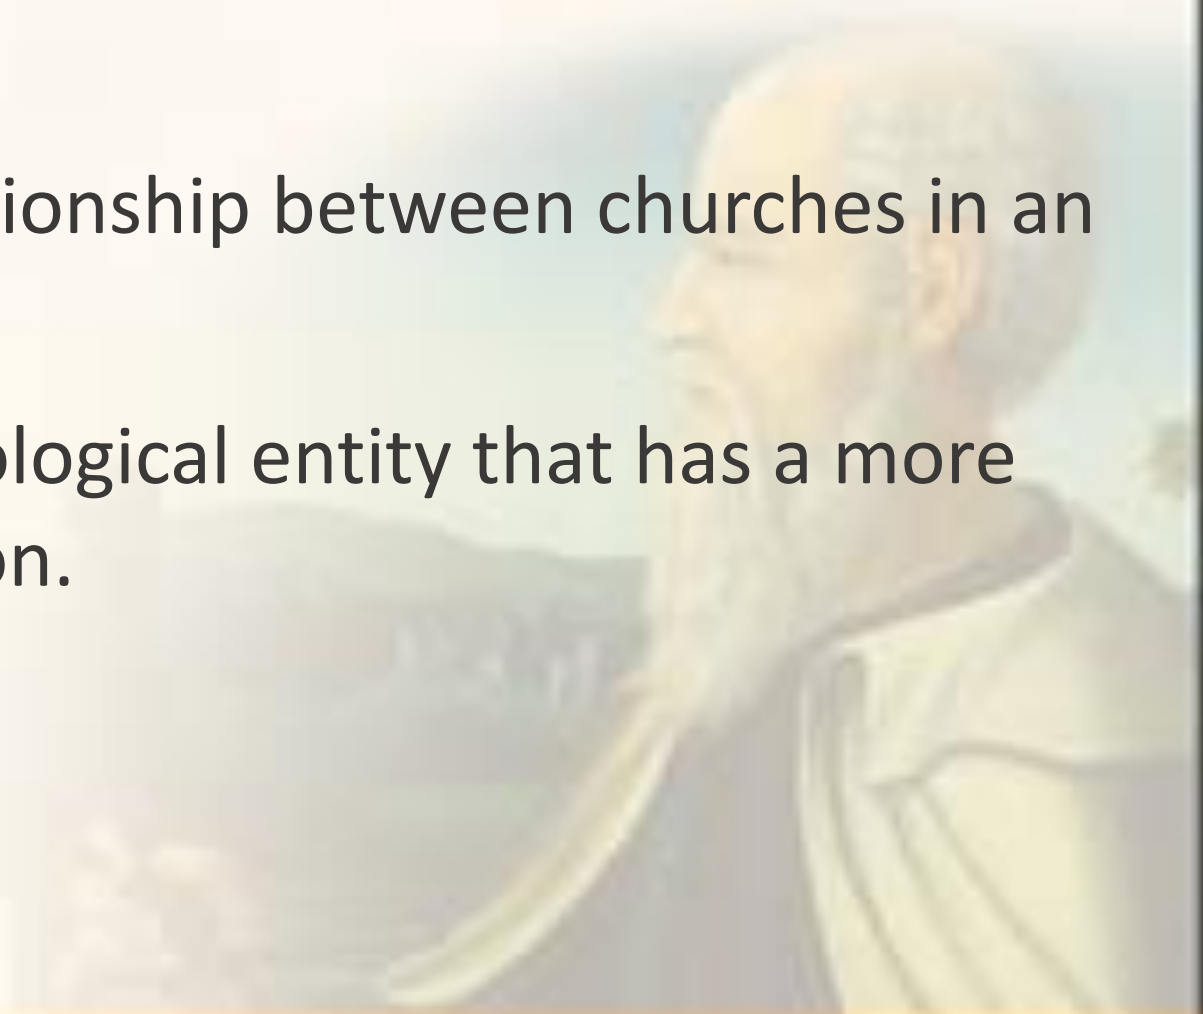 ionship between churches in an
ological entity that has a more
on.